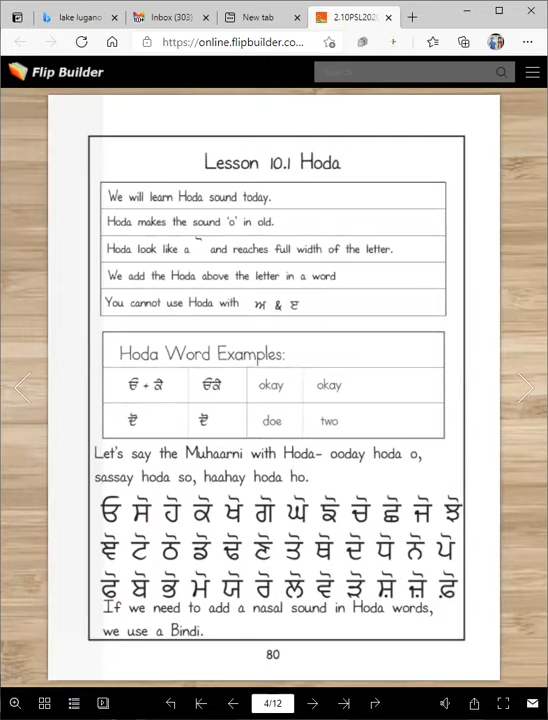 lake lugano
Inbox (303)
New tab
2.10PSL202
https://online.flipbuilder.co...
Flip Builder
Search
Lesson 10.1 Hoda
We will learn Hoda sound today.
Hoda makes the sound 'o' in old.
Hoda look like a ੋ and reaches full width of the letter.
We add the Hoda above the letter in a word
You cannot use Hoda with ਅ & ੲ
Hoda Word Examples:
ਓ + ਕੈ ਓਕੈ okay okay
ਦੋ ਦੋ doe two
Let's say the Muhaarni with Hoda- ooday hoda o,
sassay hoda so, haahay hoda ho.
ਓ ਸੋ ਹੋ ਕੋ ਖੋ ਗੋ ਘੋ ਙੋ ਚੋ ਛੋ ਜੋ ਝੋ
ਞੋ ਟੋ ਠੋ ਡੋ ਢੋ ਣੋ ਤੋ ਥੋ ਦੋ ਧੋ ਨੋ ਪੋ
ਫੋ ਬੋ ਭੋ ਮੋ ਯੋ ਰੋ ਲੋ ਵੋ ੜੋ ਸ਼ੋ ਜ਼ੋ ਫ਼ੋ
If we need to add a nasal sound in Hoda words,
we use a Bindi.
80
4/12